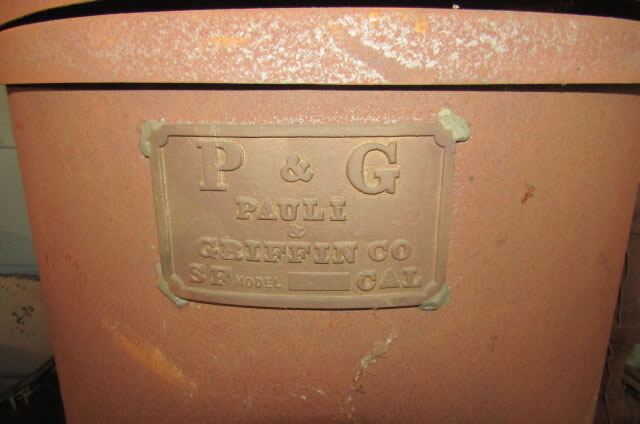 P & G
PAULI
&
GRIFFIN CO
SF MODEL CAL